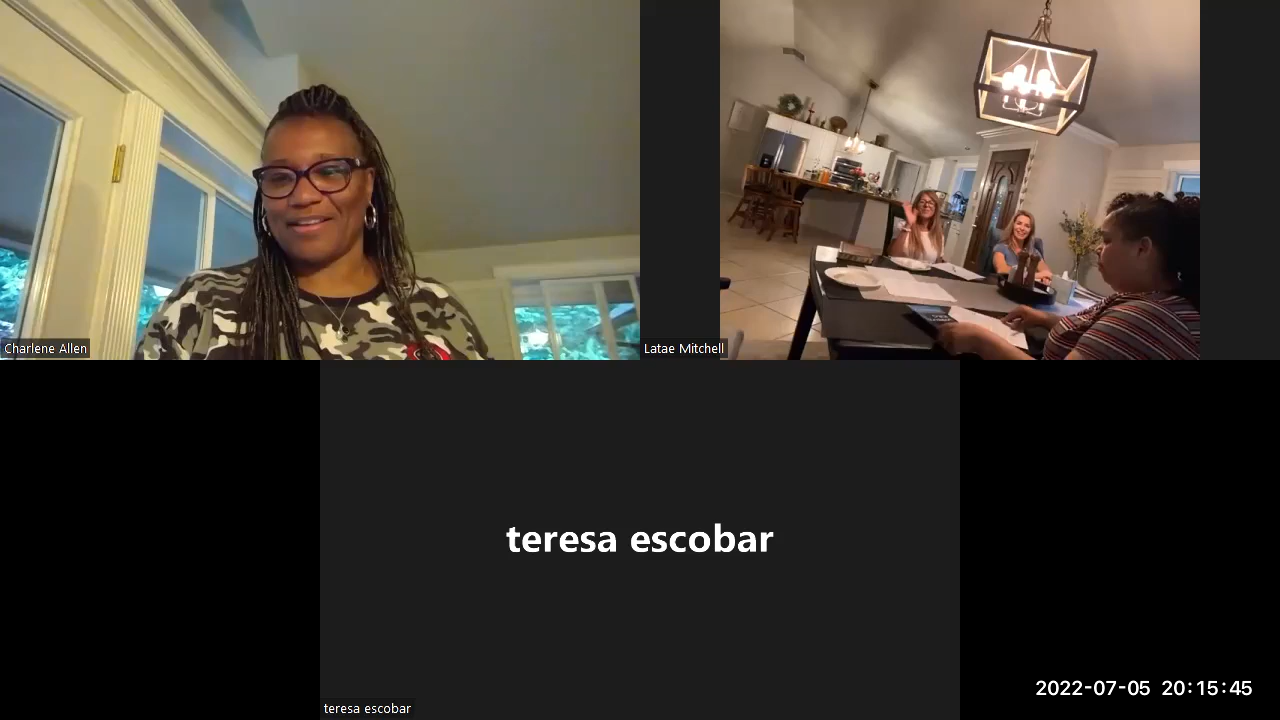 Charlene Allen
Latae Mitchell
teresa escobar
teresa escobar
2022-07-05 20:15:45